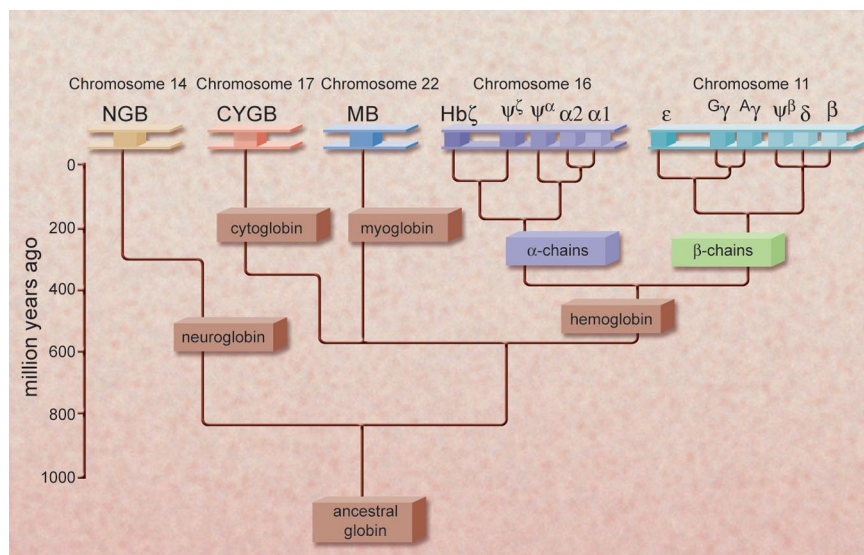 Chromosome 14 Chromosome 17 Chromosome 22 Chromosome 16 Chromosome 11
NGB CYGB MB Hbζ ψζ ψα α2 α1 ε Gγ Aγ ψβ δ β
0
200
400
600
800
1000
million years ago
cytoglobin
myoglobin
α-chains
β-chains
neuroglobin
hemoglobin
ancestral
globin